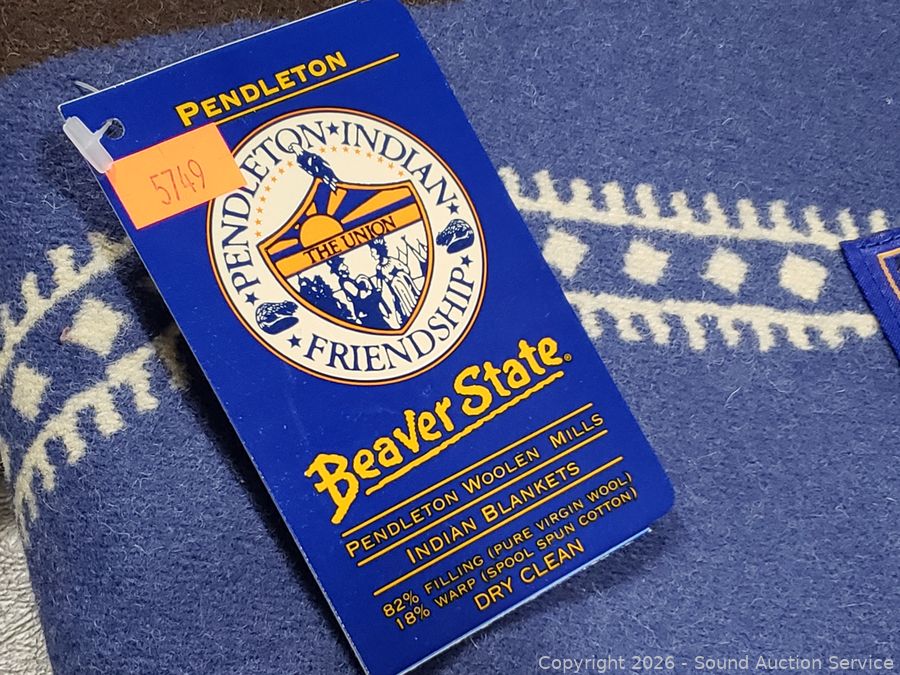 PENDLETON
5749
PENDLETON★INDIAN
★FRIENDSHIP★
THE UNION
Beaver State®
PENDLETON WOOLEN MILLS
INDIAN BLANKETS
82% FILLING (PURE VIRGIN WOOL)
18% WARP (SPOOL SPUN COTTON)
DRY CLEAN
Copyright © 2026 - Sound Auction Service